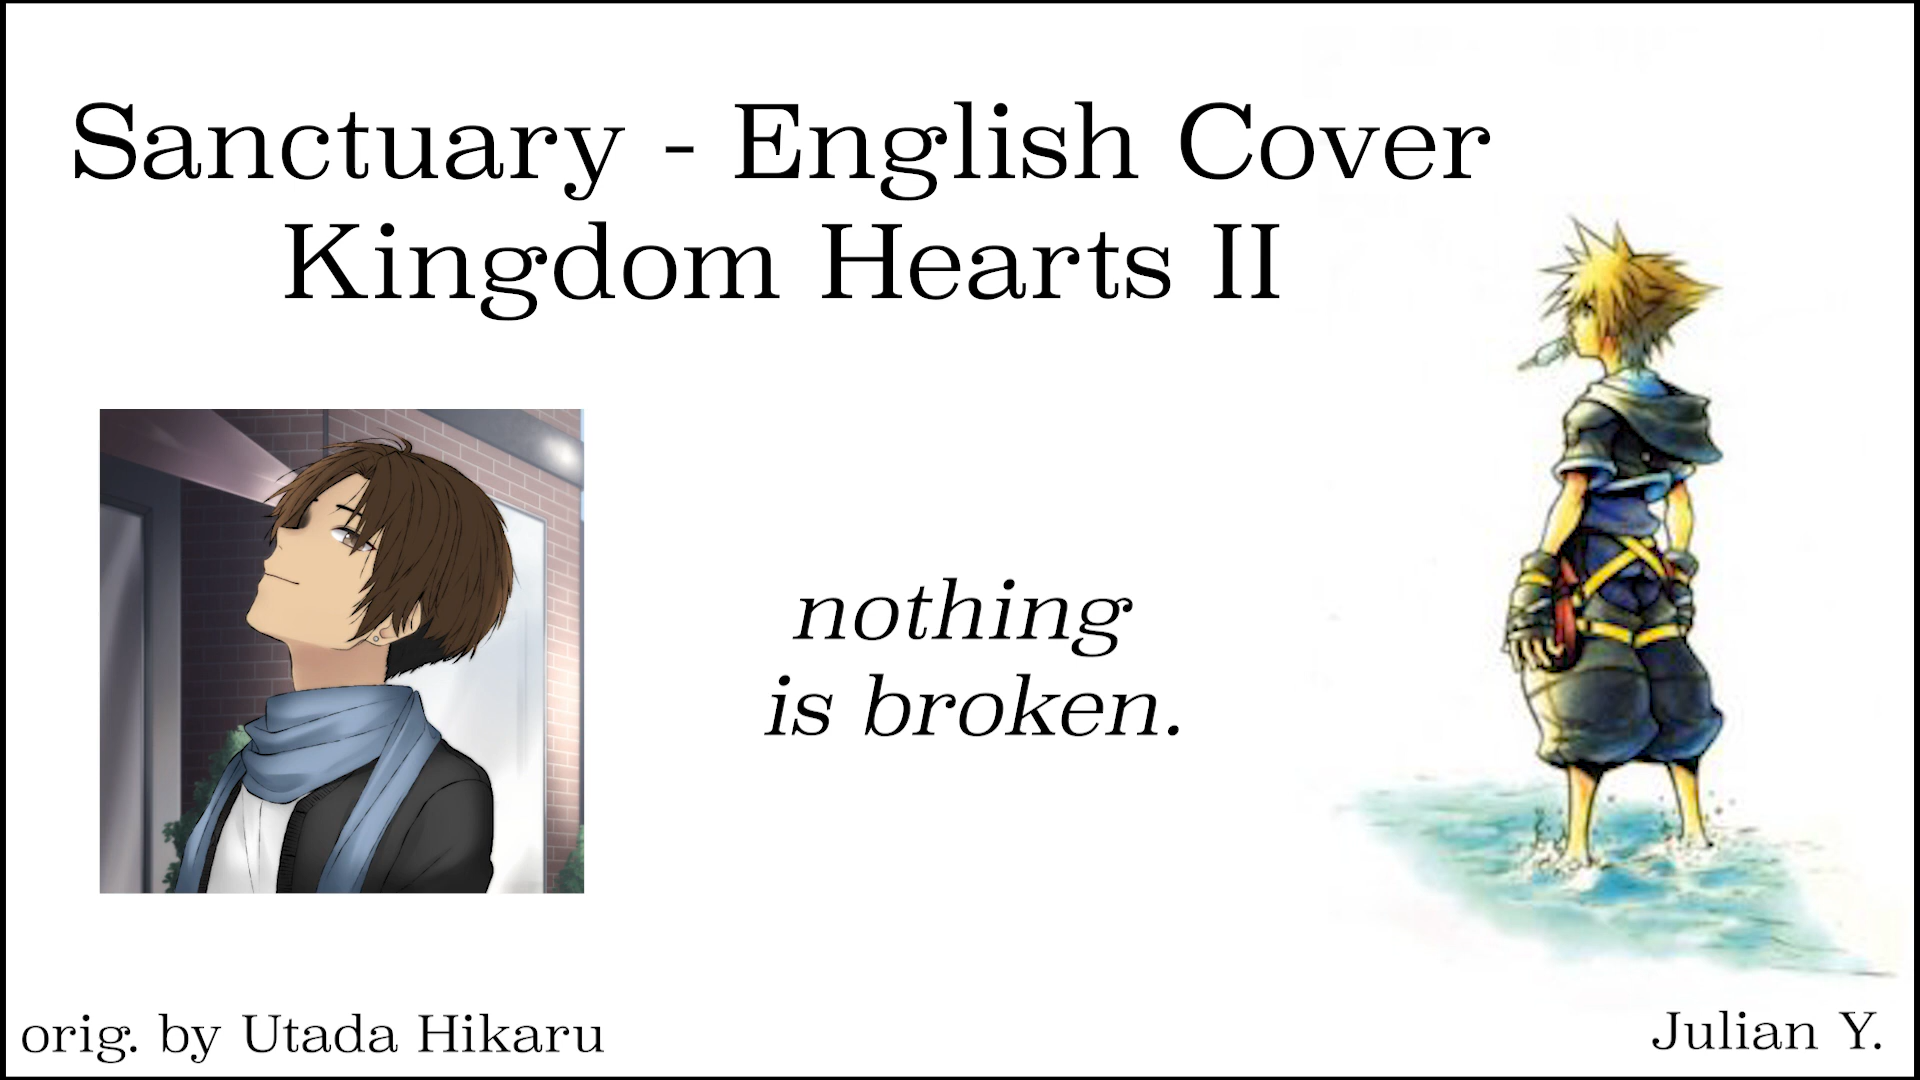 Sanctuary - English Cover
Kingdom Hearts II
nothing
is broken.
orig. by Utada Hikaru
Julian Y.